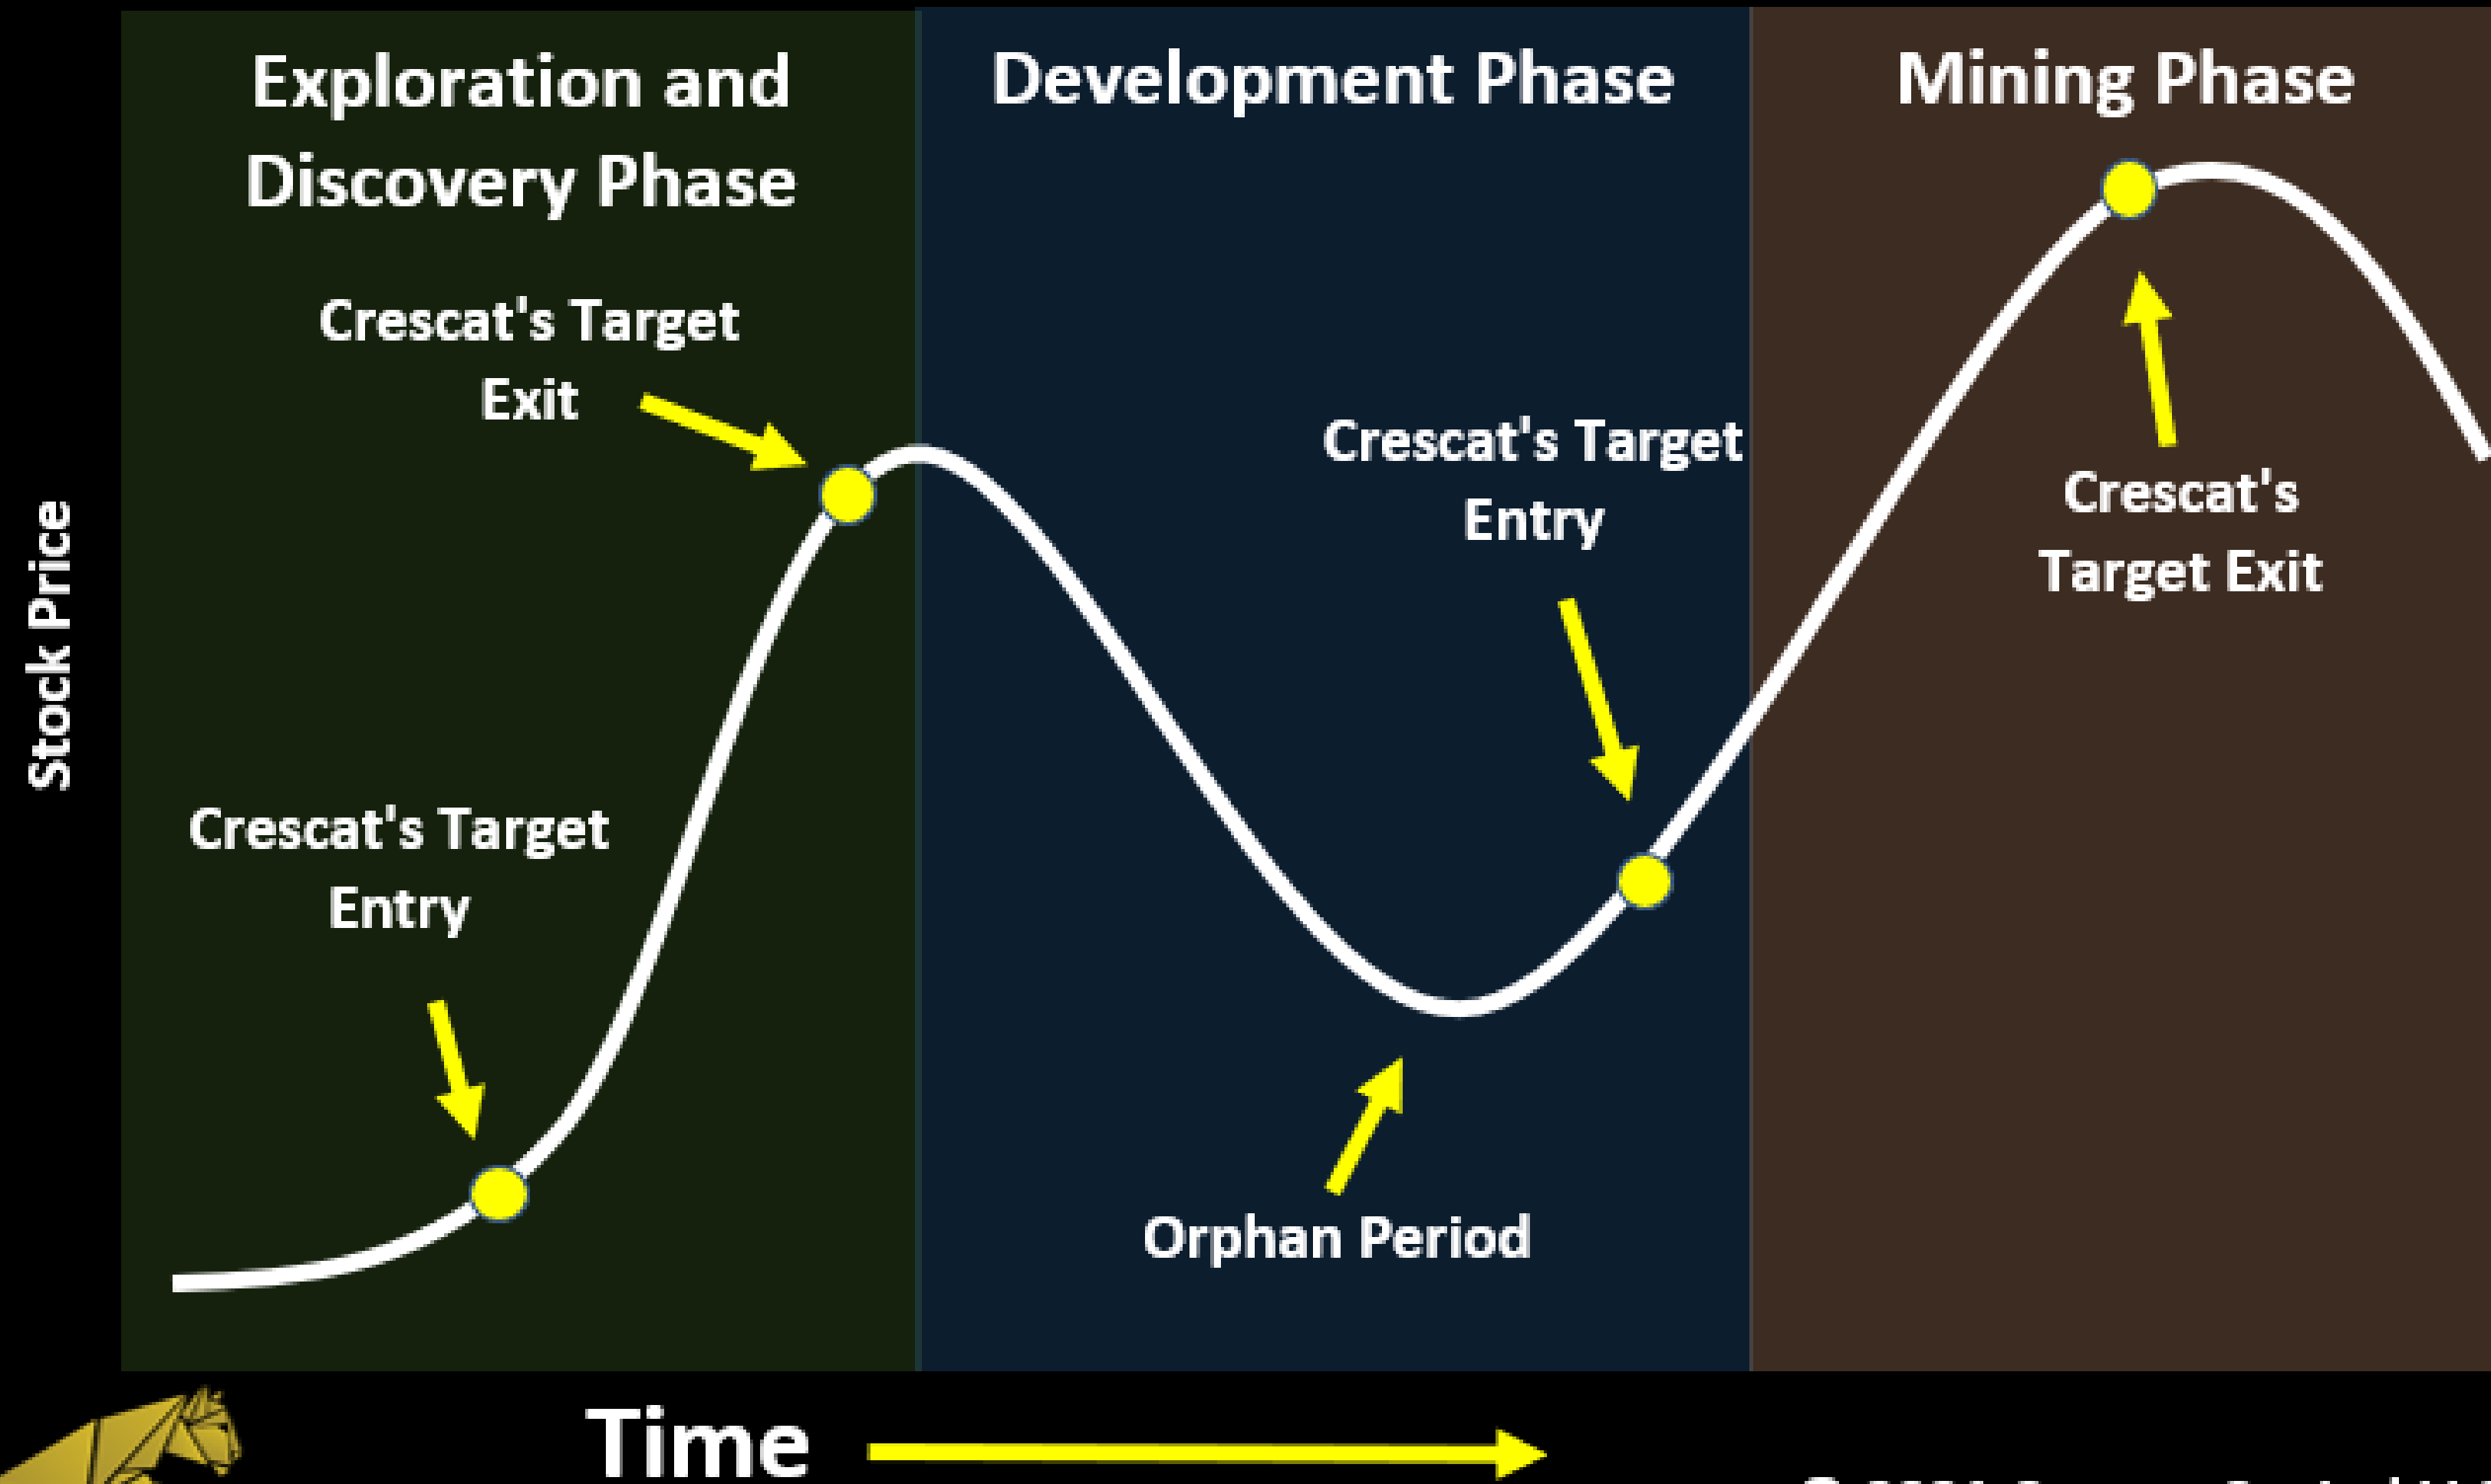 Exploration and
Discovery Phase
Development Phase
Mining Phase
Crescat's Target
Exit
Crescat's Target
Entry
Crescat's
Target Exit
Stock Price
Crescat's Target
Entry
Orphan Period
Time